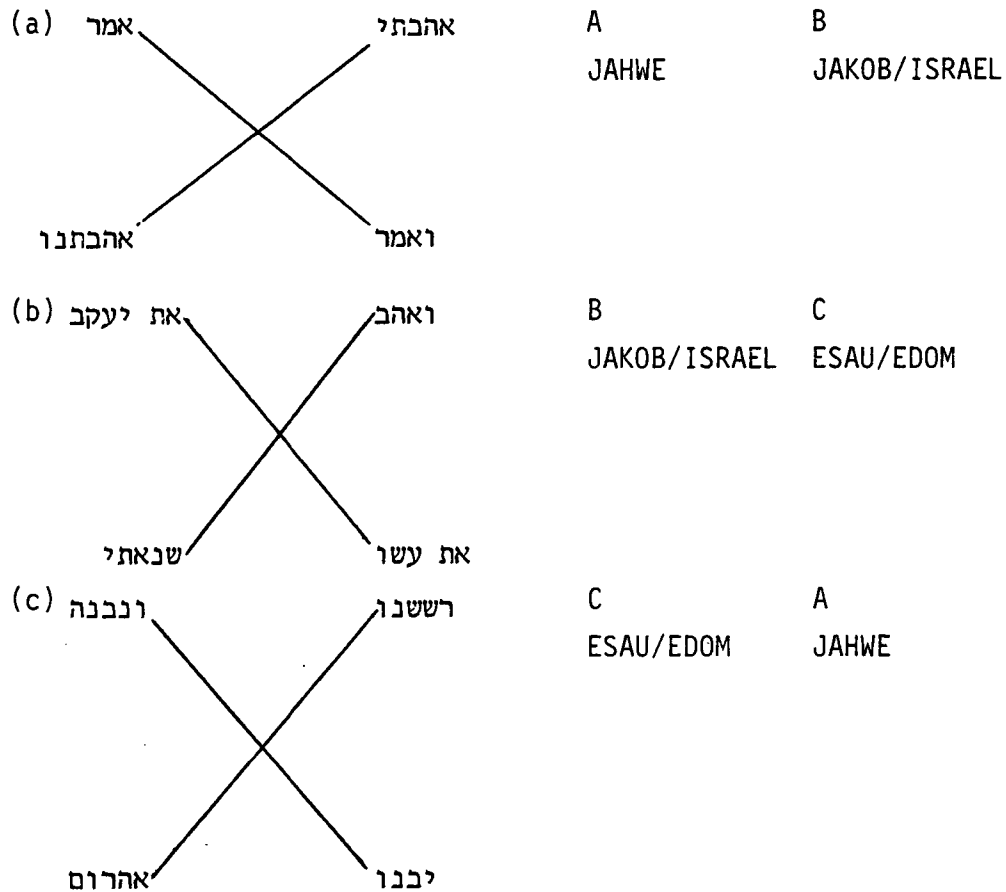 (a) אמר אהבתי A B
JAHWE JAKOB/ISRAEL
אהבתנו ואמר
(b) את יעקב ואהב B C
JAKOB/ISRAEL ESAU/EDOM
שנאתי את עשו
(c) ונבנה רששנו C A
ESAU/EDOM JAHWE
אהרום יבנו